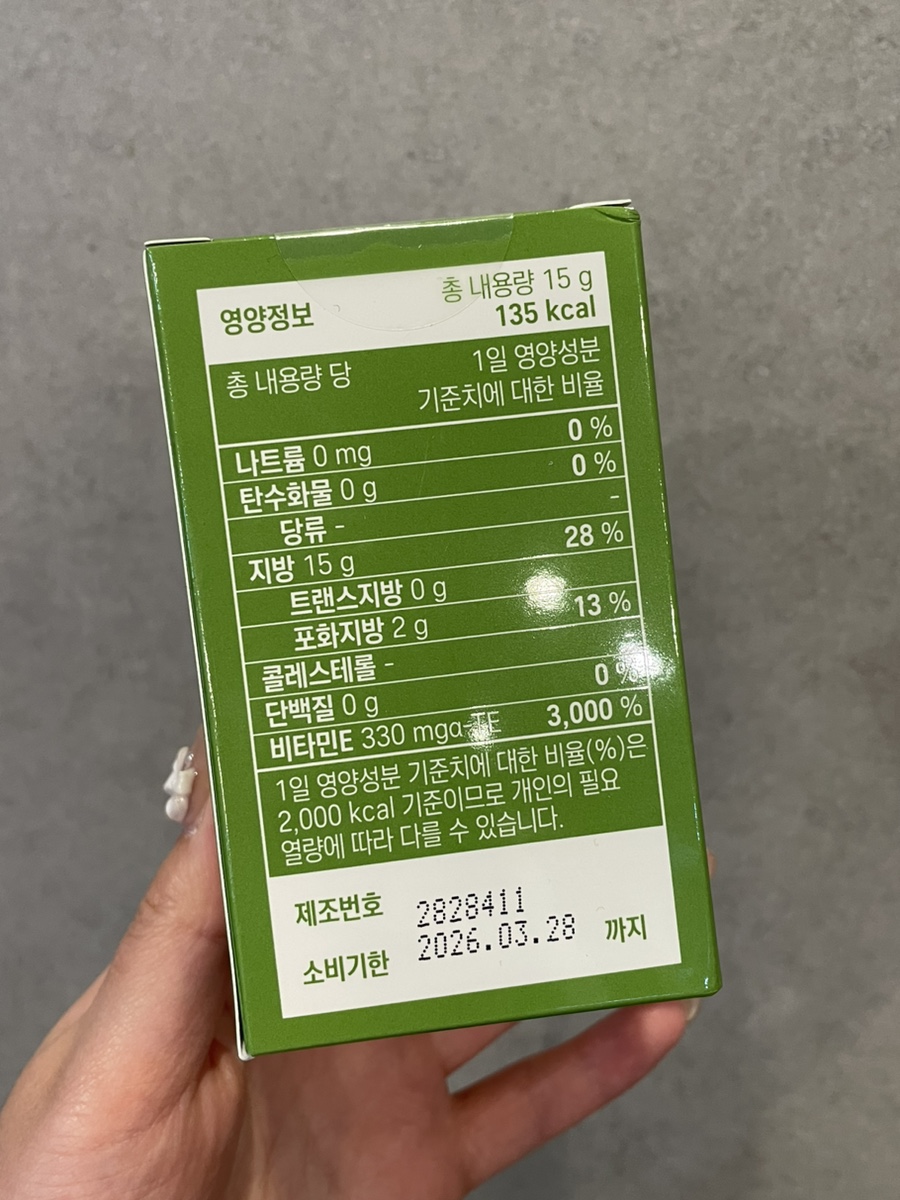 영양정보
총 내용량 15 g
135 kcal
총 내용량 당
1일 영양성분
기준치에 대한 비율
나트륨 0 mg 0 %
탄수화물 0 g 0 %
당류 - -
지방 15 g 28 %
트랜스지방 0 g
포화지방 2 g 13 %
콜레스테롤 -
단백질 0 g 0 %
비타민E 330 mgα-TE 3,000 %
1일 영양성분 기준치에 대한 비율(%)은
2,000 kcal 기준이므로 개인의 필요
열량에 따라 다를 수 있습니다.
제조번호 2828411
소비기한 2026.03.28 까지